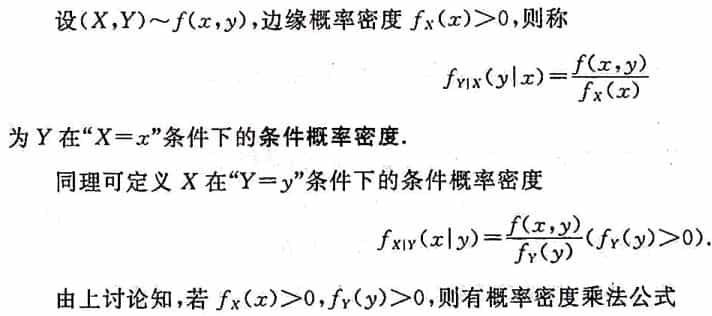 设(X,Y)~f(x,y),边缘概率密度 f_X(x)>0,则称
f_{Y|X}(y|x)=\frac{f(x,y)}{f_X(x)}
为 Y 在“X=x”条件下的条件概率密度.
同理可定义 X 在“Y=y”条件下的条件概率密度
f_{X|Y}(x|y)=\frac{f(x,y)}{f_Y(y)}(f_Y(y)>0).
由上讨论知,若 f_X(x)>0,f_Y(y)>0,则有概率密度乘法公式